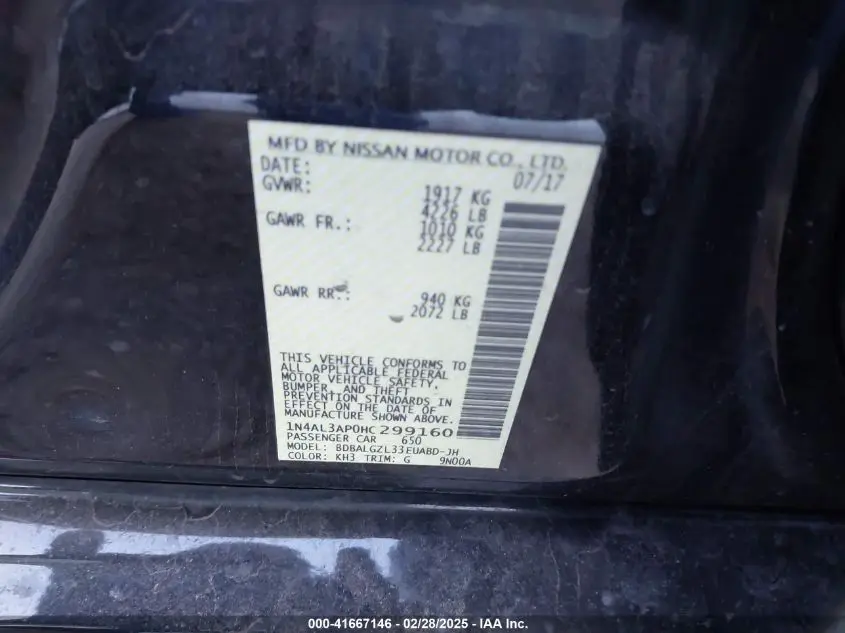 MFD BY NISSAN MOTOR CO., LTD.
DATE: 07/17
GVWR: 1917 KG
4226 LB
GAWR FR.: 1010 KG
2227 LB
GAWR RR.: 940 KG
2072 LB
THIS VEHICLE CONFORMS TO
ALL APPLICABLE FEDERAL
MOTOR VEHICLE SAFETY,
BUMPER, AND THEFT
PREVENTION STANDARDS IN
EFFECT ON THE DATE OF
MANUFACTURE SHOWN ABOVE.
1N4AL3AP0HC299160
PASSENGER CAR 650
MODEL: BDBALGZL33EUABD-JH
COLOR: KH3 TRIM: G 9N00A
000-41667146 - 02/28/2025 - IAA Inc.